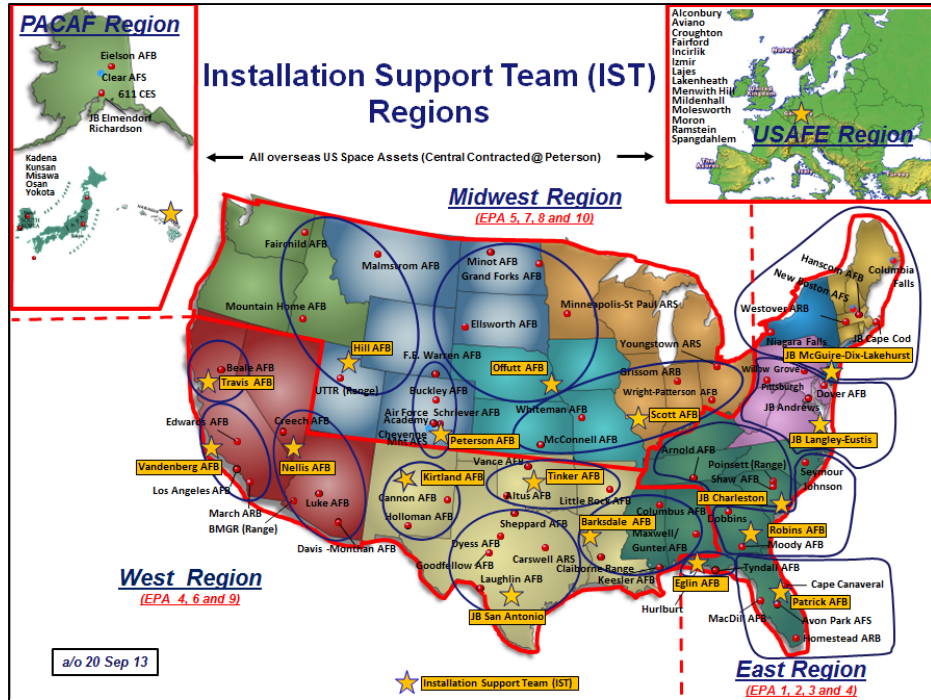 PACAF Region
Eielson AFB
Clear AFS
611 CES
JB Elmendorf
Richardson
Kadena
Kunsan
Misawa
Osan
Yokota
Installation Support Team (IST)
Regions
All overseas US Space Assets (Central Contracted@ Peterson)
Alconbury
Aviano
Croughton
Fairford
Incirlik
Izmir
Lajes
Lakenheath
Menwith Hill
Mildenhall
Molesworth
Moron
Ramstein
Spangdahlem
Norway
Italy
Turkey
USAFE Region
Midwest Region
(EPA 5, 7, 8 and 10)
Fairchild AFB
Malmstrom AFB
Minot AFB
Grand Forks AFB
Mountain Home AFB
Ellsworth AFB
Minneapolis-St Paul ARS
Hanscom AFB
New Boston AFS
Columbia
Falls
Westover ARB
JB Cape Cod
Niagara Falls
JB McGuire-Dix-Lakehurst
Youngstown ARS
Willow Grove
Pittsburgh
Dover AFB
JB Andrews
JB Langley-Eustis
Hill AFB
F.E. Warren AFB
Offutt AFB
Grissom ARB
Wright-Patterson AFB
Beale AFB
Travis AFB
UTTR (Range)
Buckley AFB
Air Force
Academy
Schriever AFB
Cheyenne
Mnt AFS
Peterson AFB
Whiteman AFB
McConnell AFB
Scott AFB
Edwards AFB
Creech AFB
Vandenberg AFB
Nellis AFB
Los Angeles AFB
March ARB
BMGR (Range)
Luke AFB
Davis -Monthan AFB
Kirtland AFB
Cannon AFB
Holloman AFB
Vance AFB
Tinker AFB
Altus AFB
Little Rock AFB
Sheppard AFB
Dyess AFB
Goodfellow AFB
Carswell ARS
Laughlin AFB
JB San Antonio
Arnold AFB
Poinsett (Range)
Shaw AFB
Seymour
Johnson
JB Charleston
Barksdale AFB
Columbus AFB
Dobbins
Maxwell/
Gunter AFB
Robins AFB
Moody AFB
Claiborne Range
Keesler AFB
Eglin AFB
Tyndall AFB
Hurlburt
Cape Canaveral
Patrick AFB
MacDill AFB
Avon Park AFS
Homestead ARB
West Region
(EPA 4, 6 and 9)
East Region
(EPA 1, 2, 3 and 4)
a/o 20 Sep 13
Installation Support Team (IST)